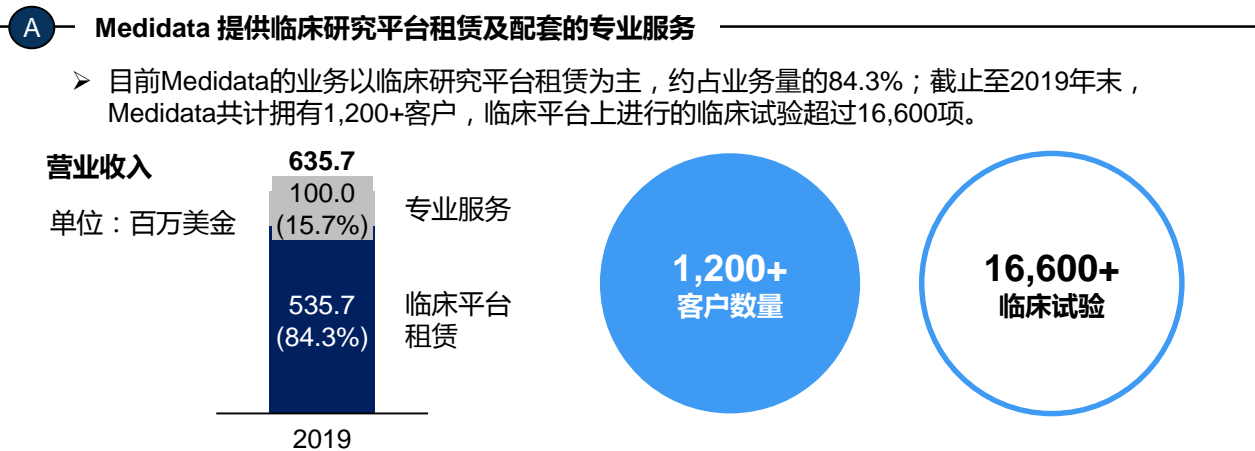 A
Medidata 提供临床研究平台租赁及配套的专业服务
➢ 目前Medidata的业务以临床研究平台租赁为主，约占业务量的84.3%；截止至2019年末，
Medidata共计拥有1,200+客户，临床平台上进行的临床试验超过16,600项。
营业收入
单位：百万美金
635.7
100.0
(15.7%)
专业服务
535.7
(84.3%)
临床平台
租赁
2019
1,200+
客户数量
16,600+
临床试验